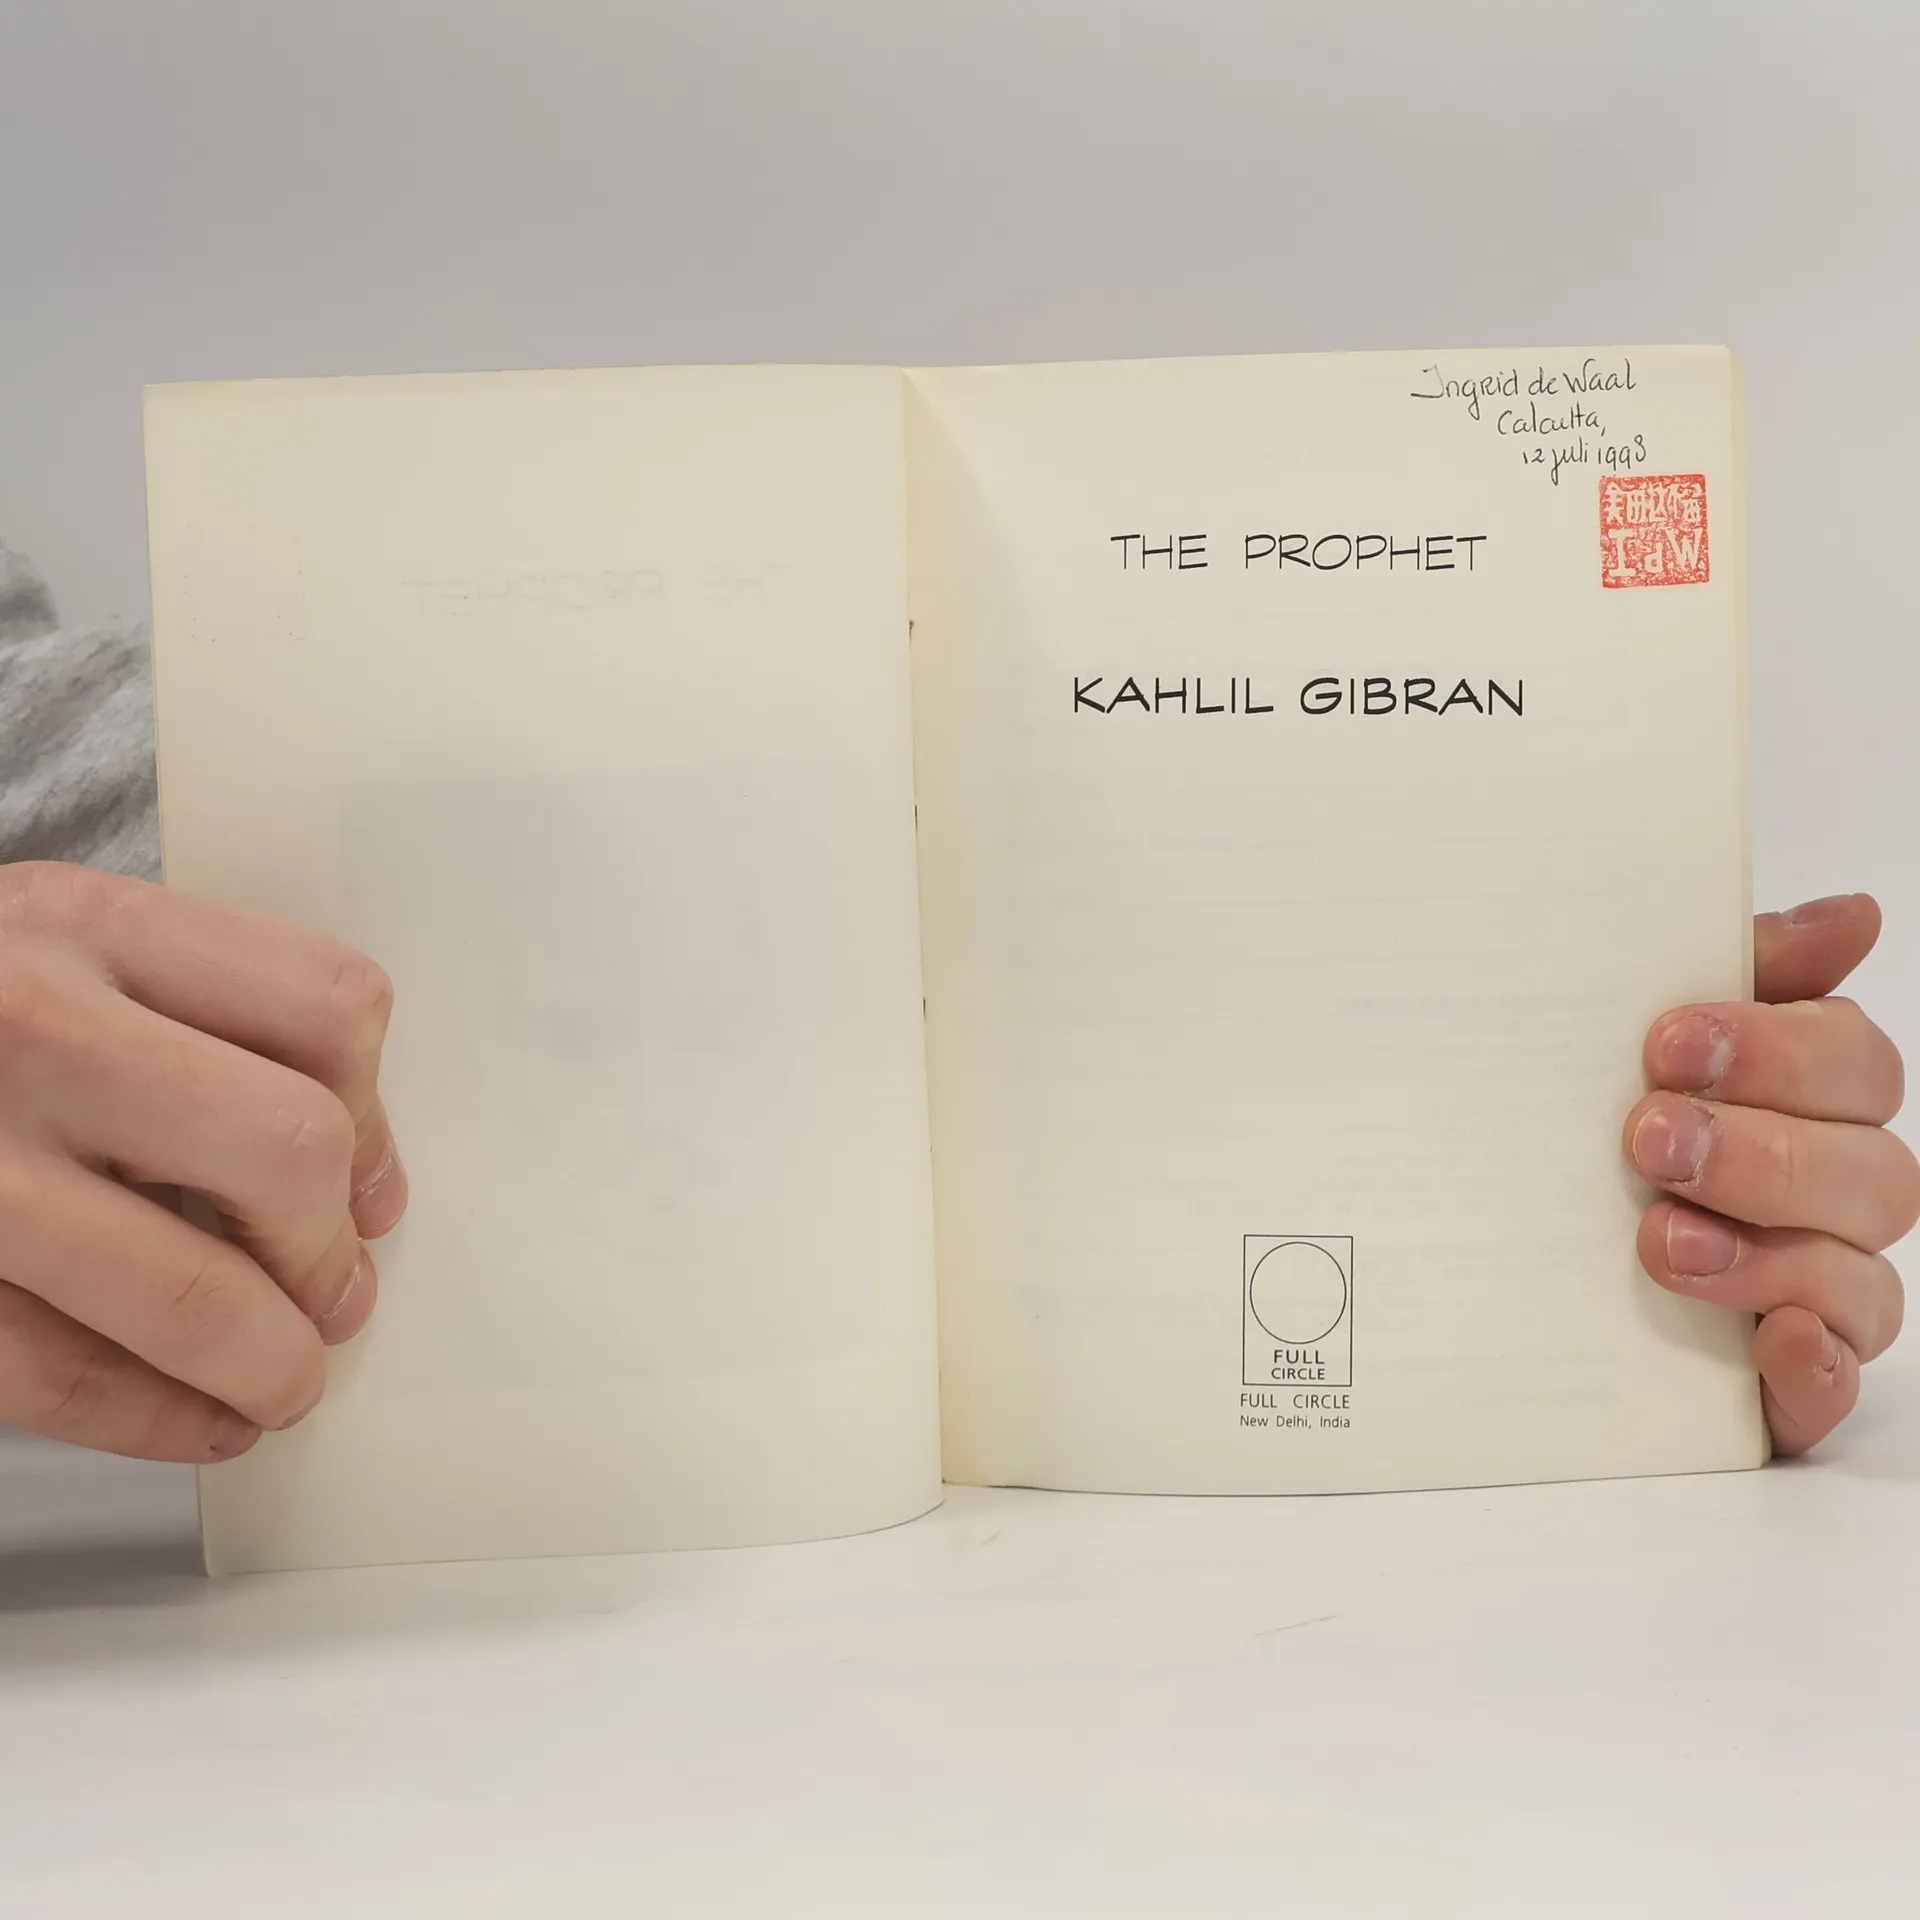 Ingrid de Waal
Calcutta,
12 juli 1998
I.d.W.
THE PROPHET
KAHLIL GIBRAN
FULL
CIRCLE
FULL CIRCLE
New Delhi, India